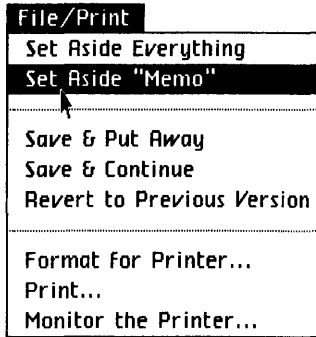 File/Print
Set Aside Everything
Set Aside "Memo"
Save & Put Away
Save & Continue
Revert to Previous Version
Format for Printer...
Print...
Monitor the Printer...